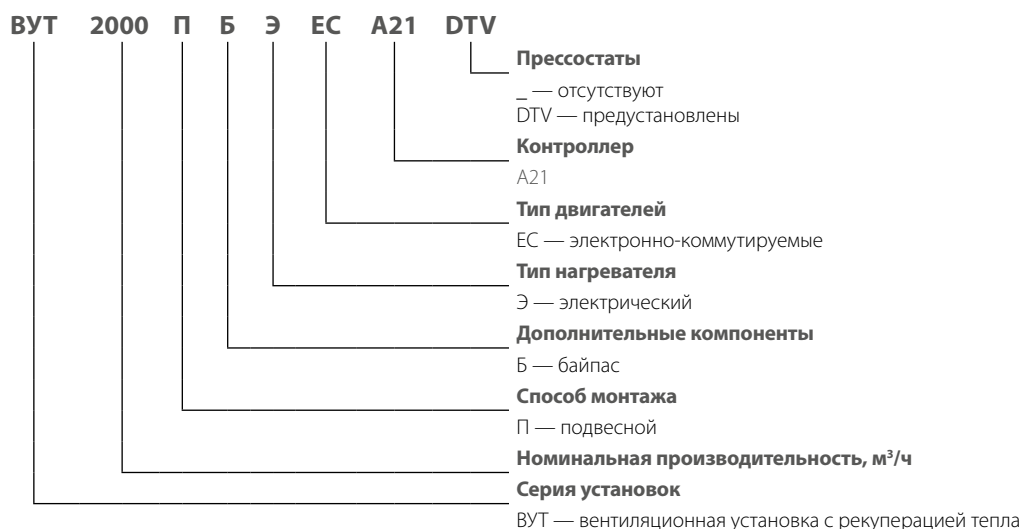 ВУТ 2000 П Б Э ЕС А21 DTV
Прессостаты
_ — отсутствуют
DTV — предустановлены
Контроллер
А21
Тип двигателей
ЕС — электронно-коммутируемые
Тип нагревателя
Э — электрический
Дополнительные компоненты
Б — байпас
Способ монтажа
П — подвесной
Номинальная производительность, м³/ч
Серия установок
ВУТ — вентиляционная установка с рекуперацией тепла